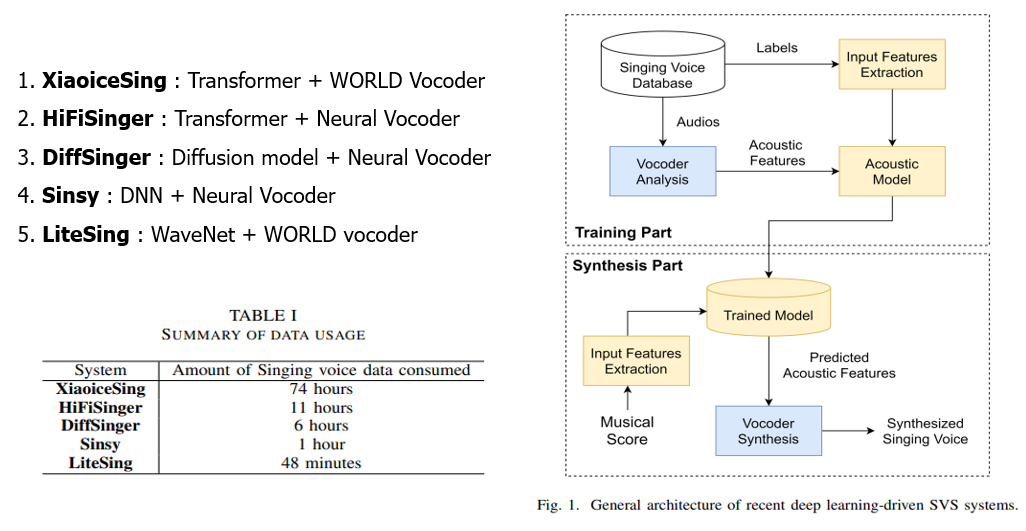 1. XiaoiceSing : Transformer + WORLD Vocoder
2. HiFiSinger : Transformer + Neural Vocoder
3. DiffSinger : Diffusion model + Neural Vocoder
4. Sinsy : DNN + Neural Vocoder
5. LiteSing : WaveNet + WORLD vocoder
TABLE I
SUMMARY OF DATA USAGE
System Amount of Singing voice data consumed
XiaoiceSing 74 hours
HiFiSinger 11 hours
DiffSinger 6 hours
Sinsy 1 hour
LiteSing 48 minutes
Singing Voice
Database
Labels
Input Features
Extraction
Audios
Vocoder
Analysis
Acoustic
Features
Acoustic
Model
Training Part
Synthesis Part
Trained Model
Input Features
Extraction
Predicted
Acoustic Features
Musical
Score
Vocoder
Synthesis
Synthesized
Singing Voice
Fig. 1. General architecture of recent deep learning-driven SVS systems.